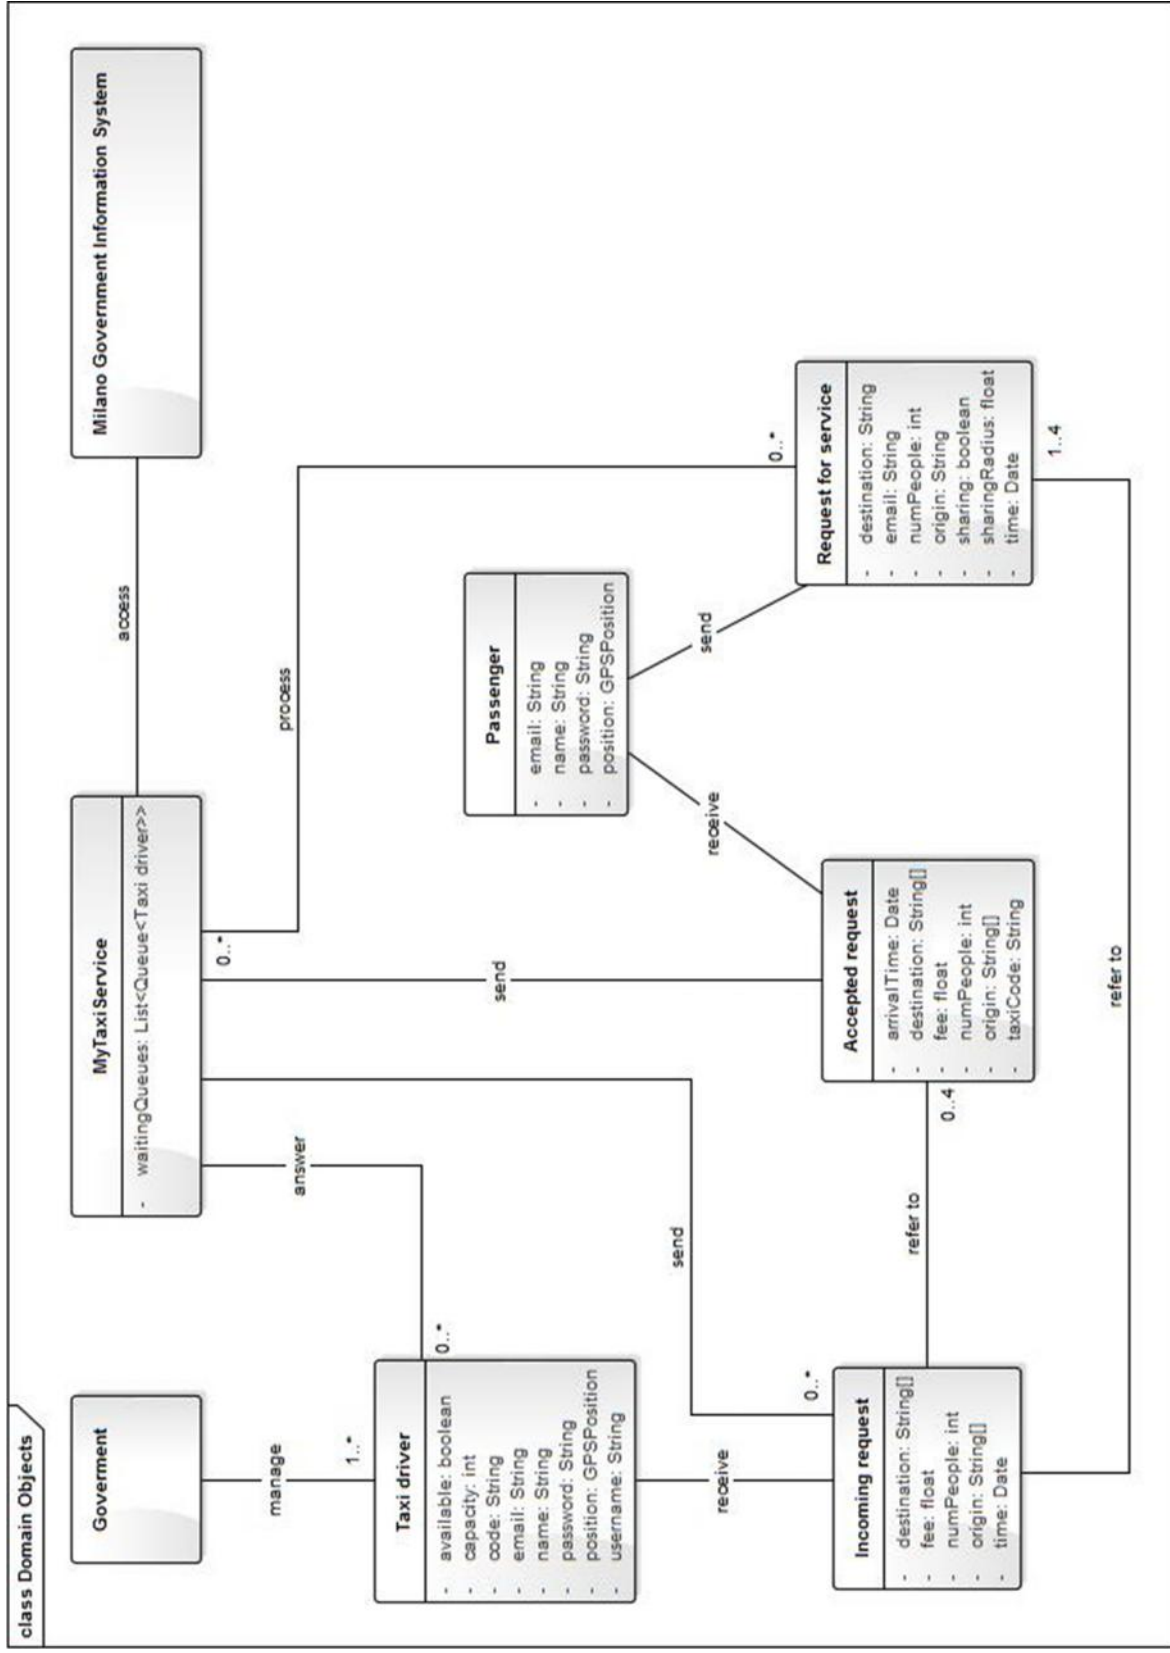 class Domain Objects
Goverment
manage
1..*
Taxi driver
- available: boolean
- capacity: int
- code: String
- email: String
- name: String
- password: String
- position: GPSPosition
- username: String
0..*
answer
MyTaxiService
- waitingQueues: List<Queue<Taxi driver>>
access
Milano Government Information System
0..*
process
0..*
send
send
0..*
receive
Incoming request
- destination: String[]
- fee: float
- numPeople: int
- origin: String[]
- time: Date
refer to
0..4
Accepted request
- arrivalTime: Date
- destination: String[]
- fee: float
- numPeople: int
- origin: String[]
- taxiCode: String
receive
Passenger
- email: String
- name: String
- password: String
- position: GPSPosition
send
Request for service
- destination: String
- email: String
- numPeople: int
- origin: String
- sharing: boolean
- sharingRadius: float
- time: Date
1..4
refer to